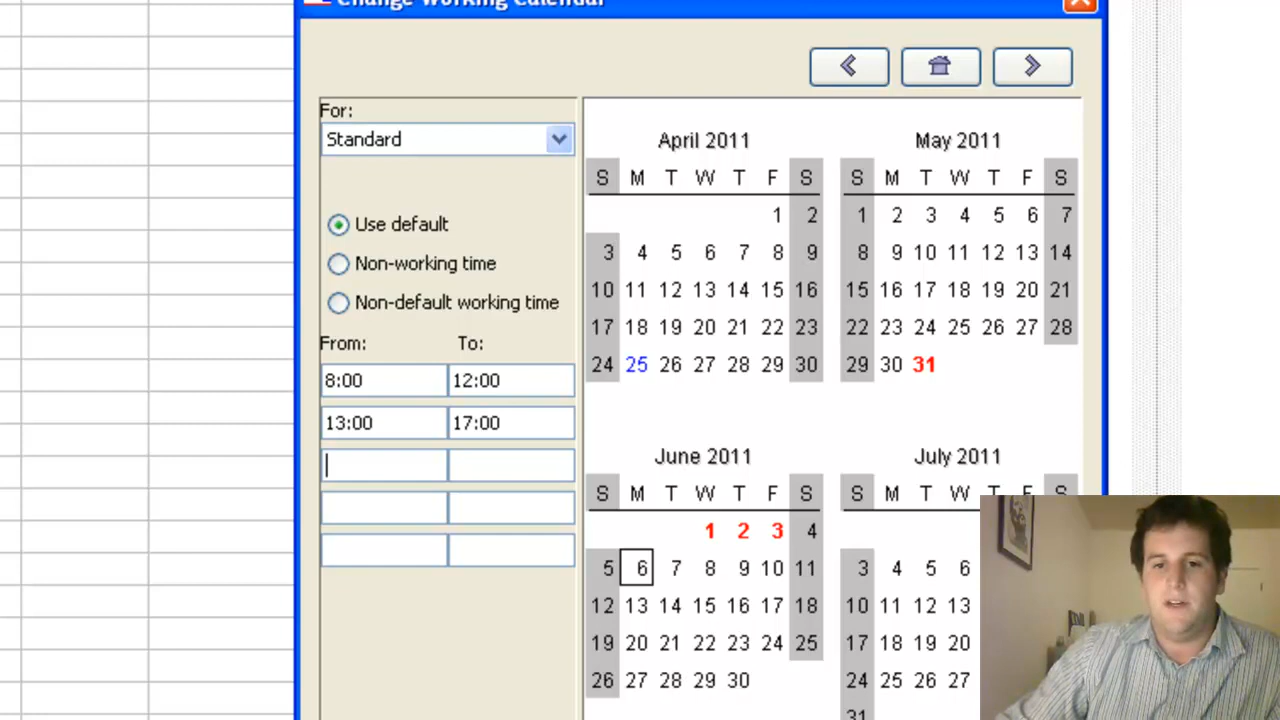 Change Working Calendar
For:
Standard
Use default
Non-working time
Non-default working time
From: To:
8:00 12:00
13:00 17:00
April 2011
S M T W T F S
1 2
3 4 5 6 7 8 9
10 11 12 13 14 15 16
17 18 19 20 21 22 23
24 25 26 27 28 29 30
May 2011
S M T W T F S
1 2 3 4 5 6 7
8 9 10 11 12 13 14
15 16 17 18 19 20 21
22 23 24 25 26 27 28
29 30 31
June 2011
S M T W T F S
1 2 3 4
5 6 7 8 9 10 11
12 13 14 15 16 17 18
19 20 21 22 23 24 25
26 27 28 29 30
July 2011
S M T W T F S
3 4 5 6
10 11 12 13
17 18 19 20
24 25 26 27
31